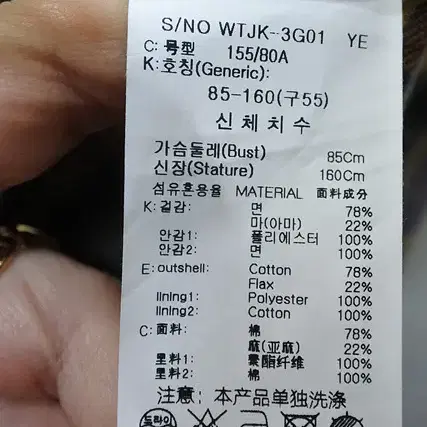 S/NO WTJK-3G01 YE
C: 号型 155/80A
K:호칭(Generic):
85-160(구55)
신체치수
가슴둘레(Bust) 85Cm
신장(Stature) 160Cm
섬유혼용율 MATERIAL 面料成分
K:겉감: 면 78%
마(아마) 22%
안감1: 폴리에스터 100%
안감2: 면 100%
E:outshell: Cotton 78%
Flax 22%
lining1: Polyester 100%
lining2: Cotton 100%
C:面料: 棉 78%
麻(亚麻) 22%
里料1: 聚酯纤维 100%
里料2: 棉 100%
注意：本产品单独洗涤
드라이